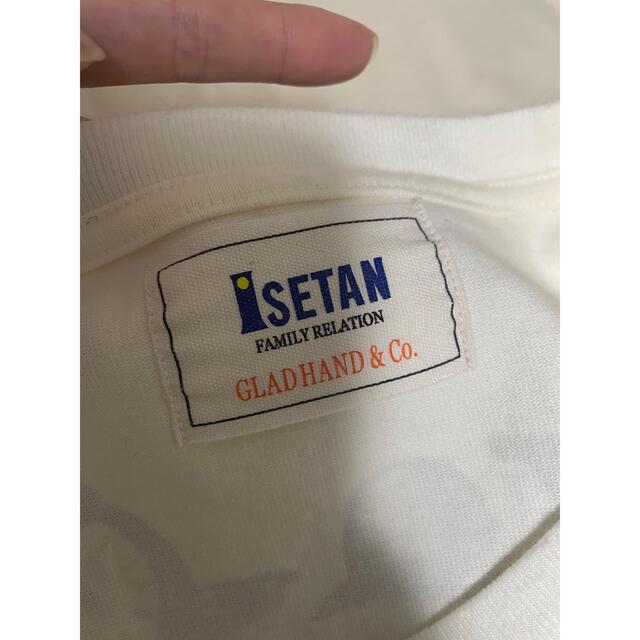 ISETAN
FAMILY RELATION
GLAD HAND & Co.